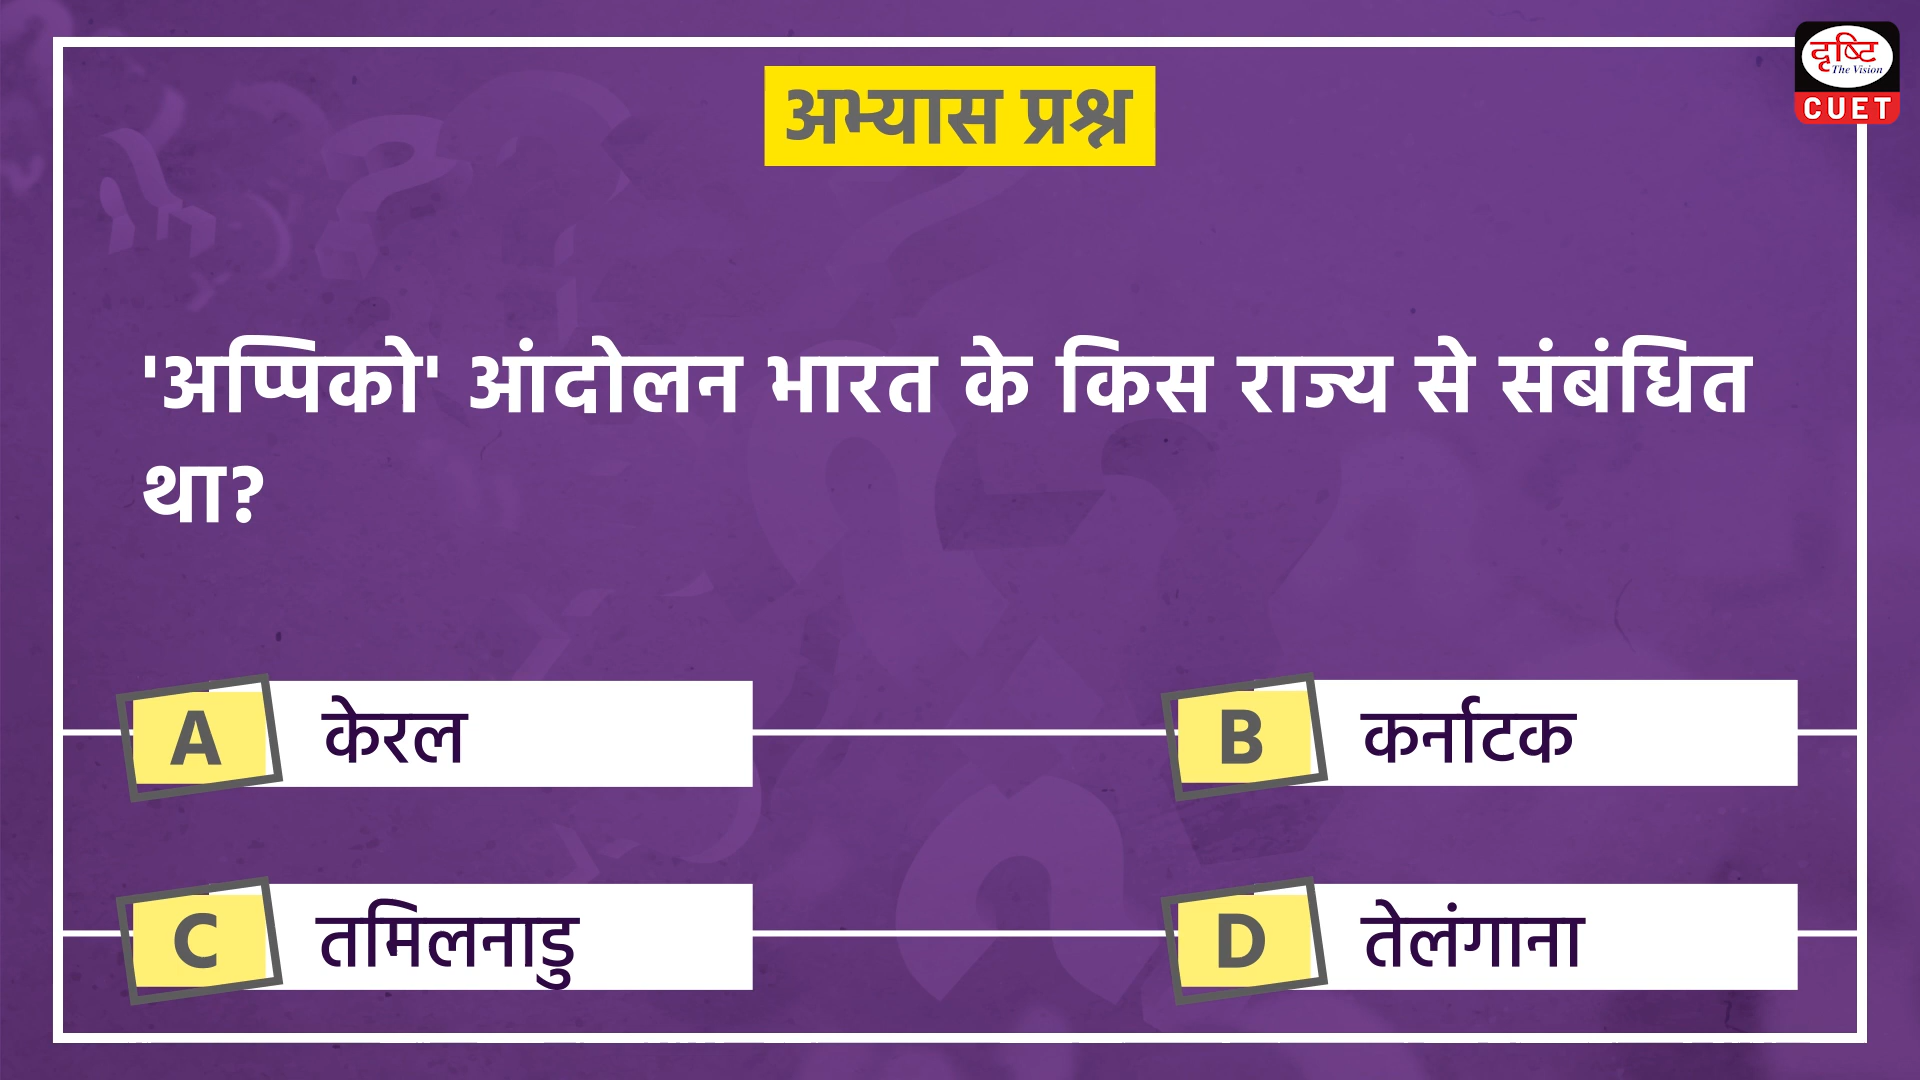 दृष्टि
The Vision
CUET
अभ्यास प्रश्न
'अप्पिको' आंदोलन भारत के किस राज्य से संबंधित
था?
A केरल
B कर्नाटक
C तमिलनाडु
D तेलंगाना